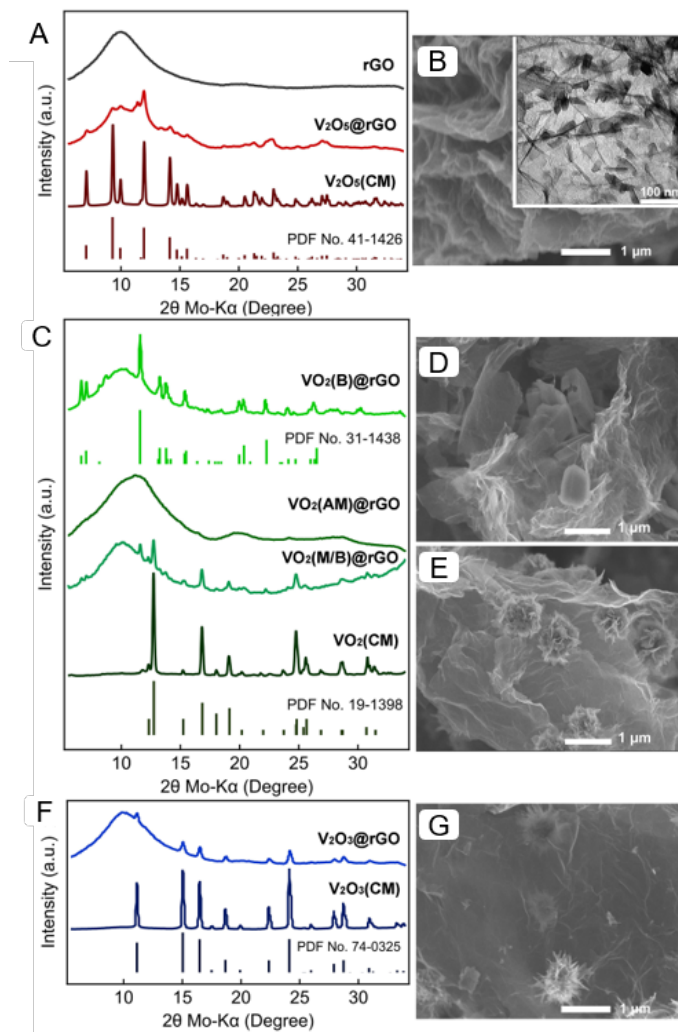 A
rGO
V₂O₅@rGO
V₂O₅(CM)
PDF No. 41-1426
Intensity (a.u.)
10 15 20 25 30
2θ Mo-Kα (Degree)
B
100 nm
1 μm
C
VO₂(B)@rGO
PDF No. 31-1438
VO₂(AM)@rGO
VO₂(M/B)@rGO
VO₂(CM)
PDF No. 19-1398
Intensity (a.u.)
10 15 20 25 30
2θ Mo-Kα (Degree)
D
1 μm
E
1 μm
F
V₂O₃@rGO
V₂O₃(CM)
PDF No. 74-0325
Intensity (a.u.)
10 15 20 25 30
2θ Mo-Kα (Degree)
G
1 μm